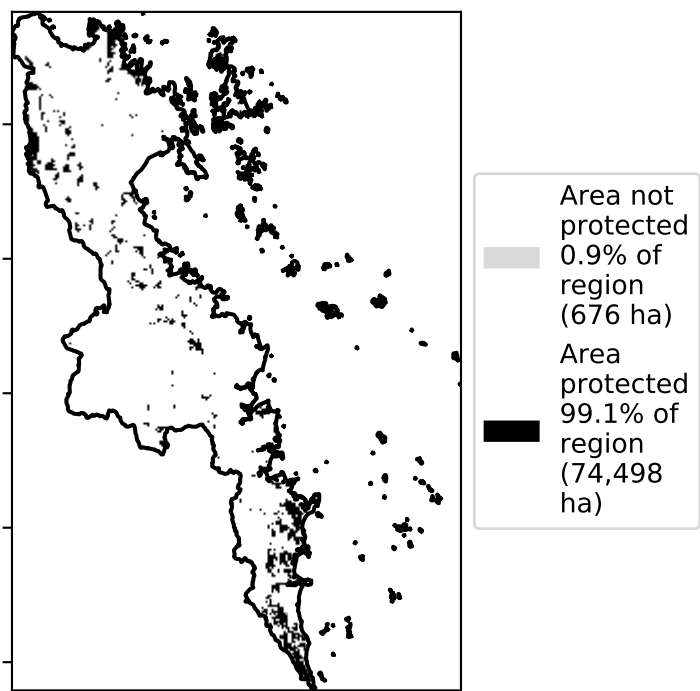 Area not
protected
0.9% of
region
(676 ha)
Area
protected
99.1% of
region
(74,498
ha)